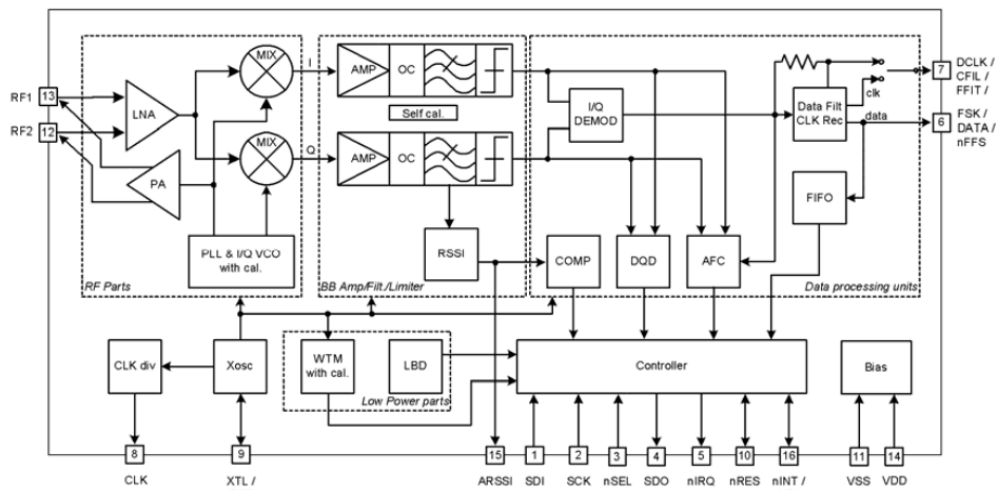 RF1
13
RF2
12
LNA
PA
MIX
MIX
PLL & I/Q VCO
with cal.
RF Parts
I
Q
AMP
OC
Self cal.
AMP
OC
RSSI
BB Amp/Filt./Limiter
I/Q
DEMOD
COMP
DQD
AFC
Data Filt
CLK Rec
clk
data
FIFO
Data processing units
7
DCLK /
CFIL /
FFIT /
6
FSK /
DATA /
nFFS
CLK div
Xosc
WTM
with cal.
LBD
Low Power parts
Controller
Bias
8
9
15
1
2
3
4
5
10
16
11
14
CLK
XTL /
ARSSI
SDI
SCK
nSEL
SDO
nIRQ
nRES
nINT /
VSS
VDD